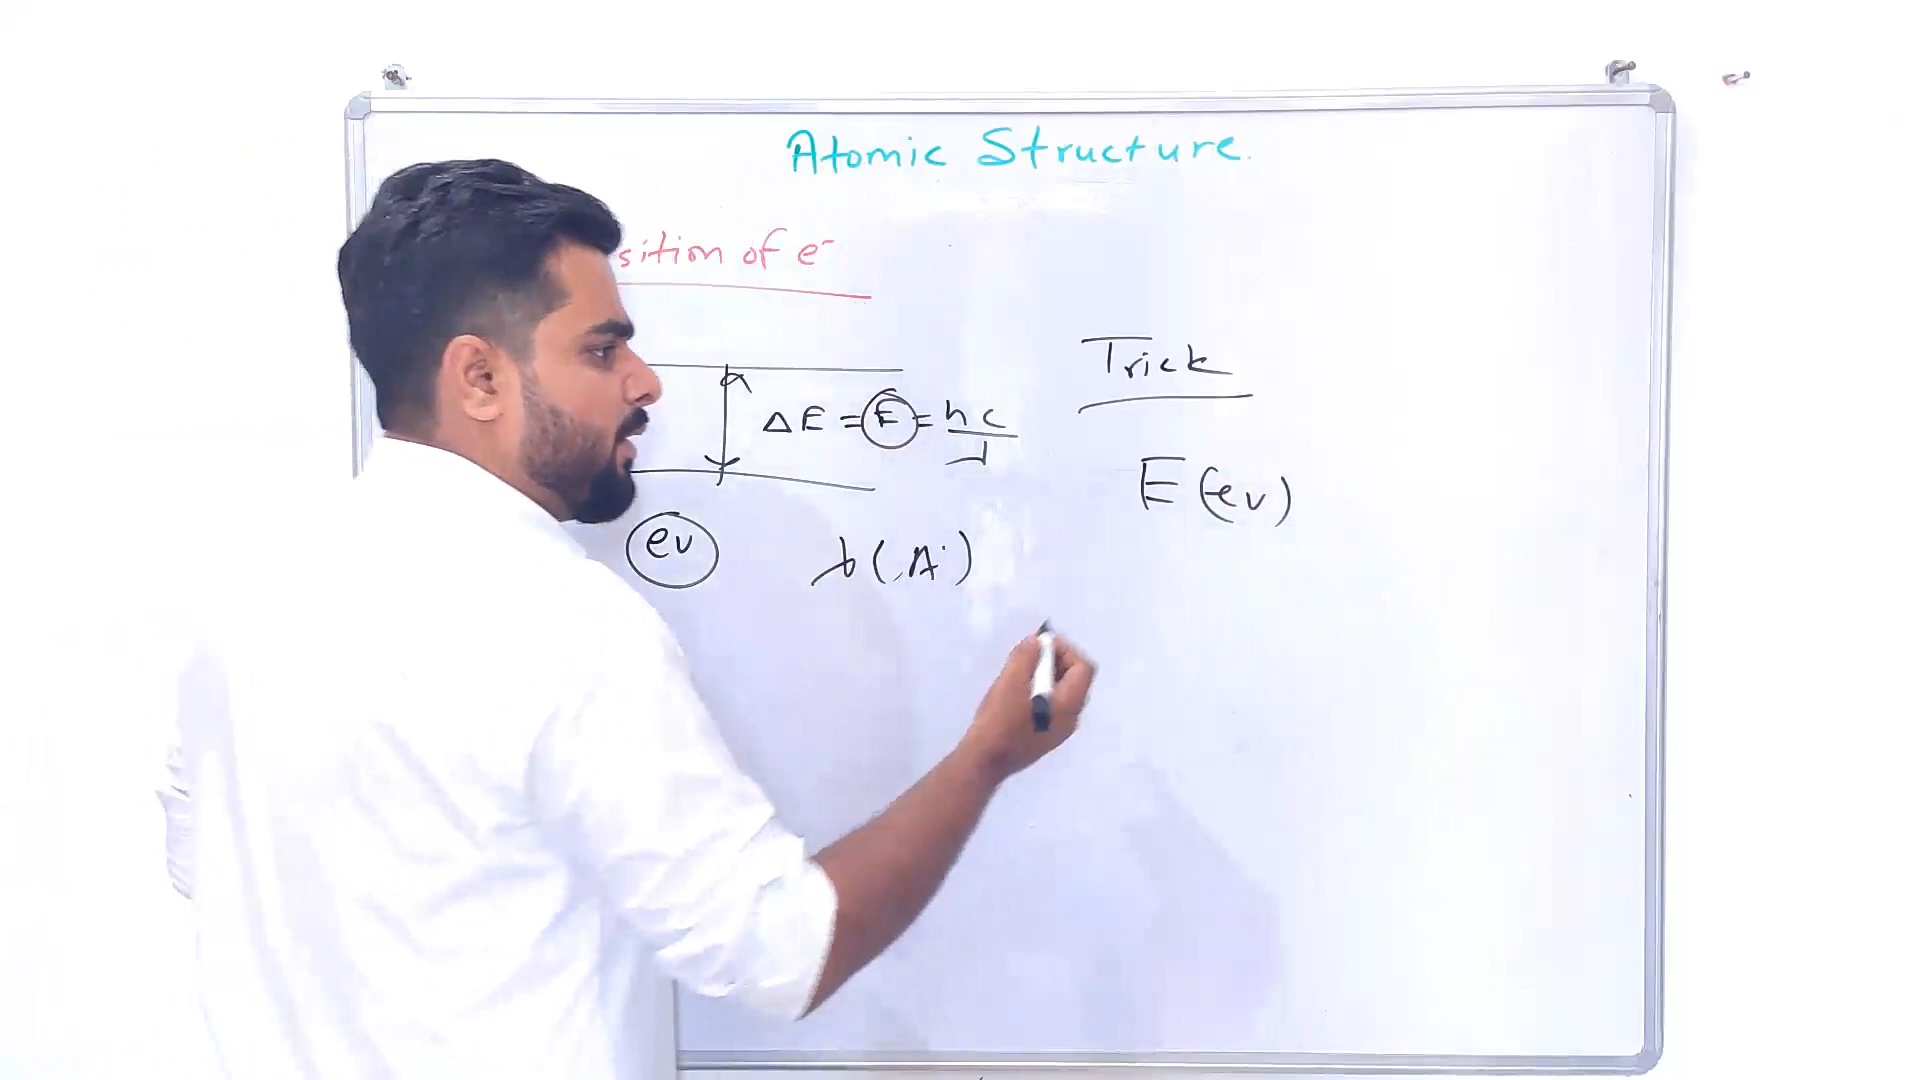 Atomic Structure.
sition of e⁻
Trick
ΔE = E = hc/λ
E (ev)
ev
λ (A°)